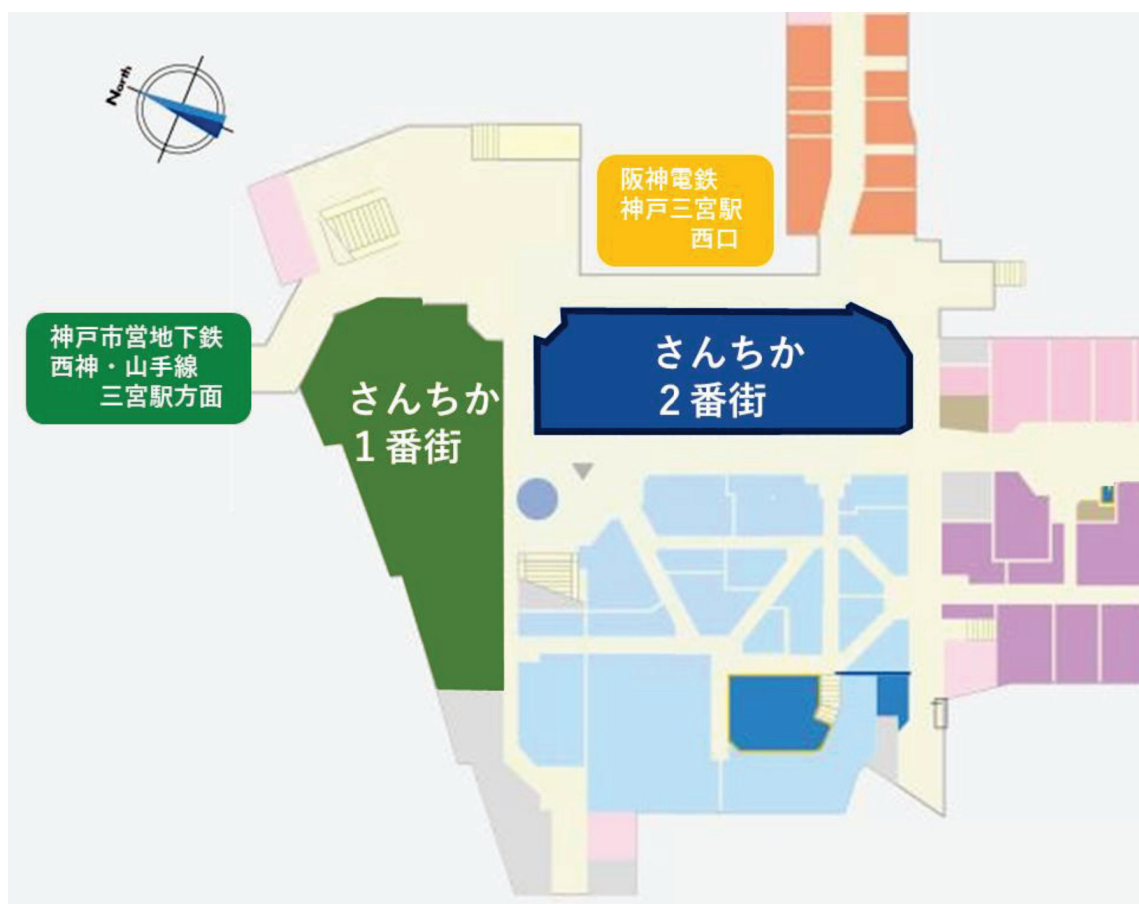 North
阪神電鉄
神戸三宮駅
西口
神戸市営地下鉄
西神・山手線
三宮駅方面
さんちか
1番街
さんちか
2番街